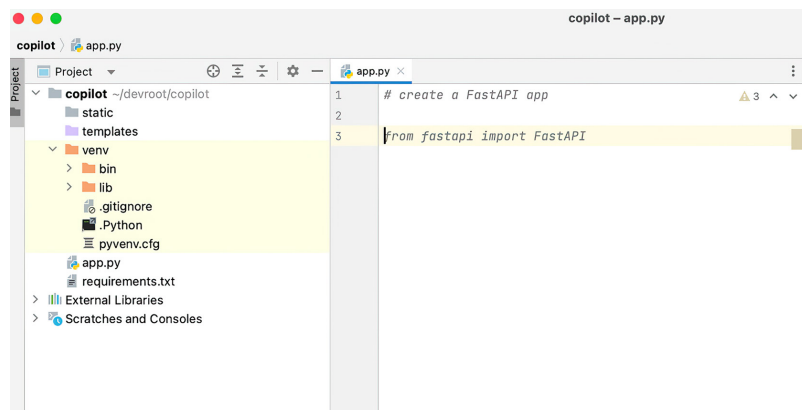 copilot – app.py
copilot 〉 app.py
Project
Project
app.py
copilot ~/devroot/copilot
static
templates
venv
bin
lib
.gitignore
.Python
pyvenv.cfg
app.py
requirements.txt
External Libraries
Scratches and Consoles
1 # create a FastAPI app
3
2
3 from fastapi import FastAPI